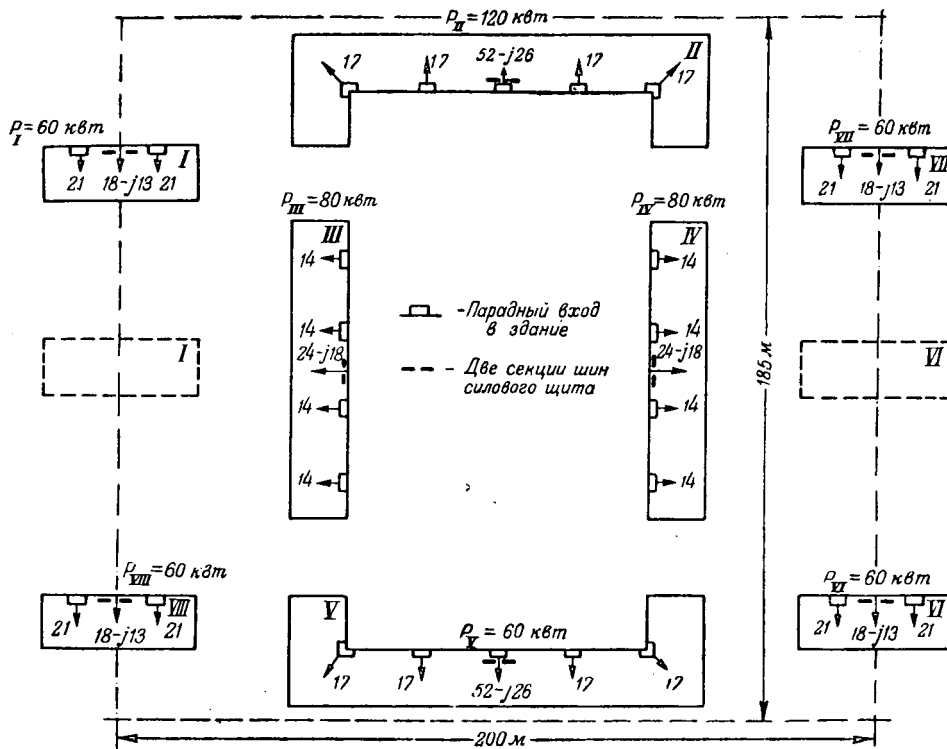 P_II = 120 квт
17
17
52-j26
17
17
II
P_I = 60 квт
I
21
18-j13
21
P_VII = 60 квт
VII
21
18-j13
21
P_III = 80 квт
III
14
14
24-j18
14
14
P_IV = 80 квт
IV
14
14
24-j18
14
14
-Парадный вход
в здание
- Две секции шин
силового щита
I
VI
185 м
P_VIII = 60 квт
VIII
21
18-j13
21
V
P_V = 60 квт
17
17
52-j26
17
17
P_VI = 60 квт
VI
21
18-j13
21
200 м